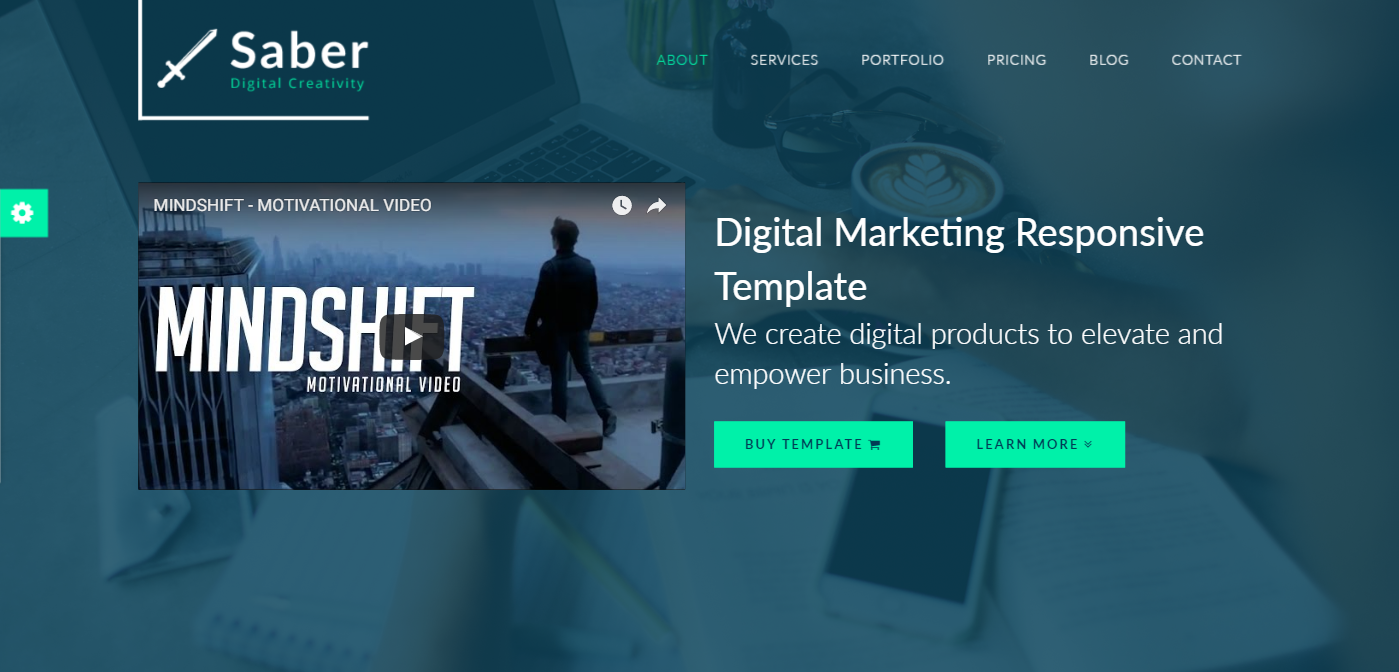 Saber
Digital Creativity
ABOUT SERVICES PORTFOLIO PRICING BLOG CONTACT
MINDSHIFT - MOTIVATIONAL VIDEO
MINDSHIFT
MOTIVATIONAL VIDEO
Digital Marketing Responsive
Template
We create digital products to elevate and
empower business.
BUY TEMPLATE
LEARN MORE